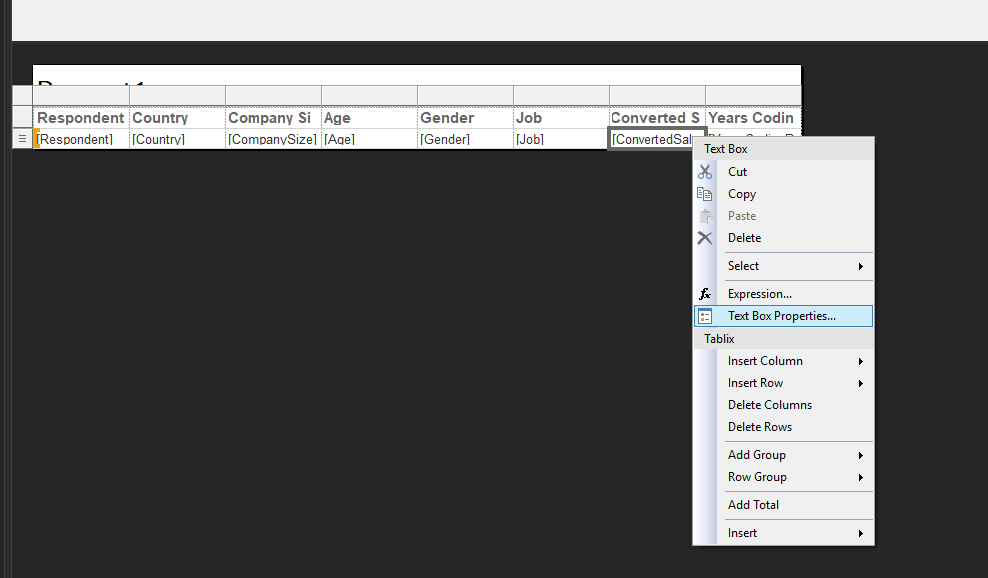 Respondent Country Company Si Age Gender Job Converted S Years Codin
[Respondent] [Country] [CompanySize] [Age] [Gender] [Job] [ConvertedSal
Text Box
Cut
Copy
Paste
Delete
Select
fx Expression...
Text Box Properties...
Tablix
Insert Column
Insert Row
Delete Columns
Delete Rows
Add Group
Row Group
Add Total
Insert